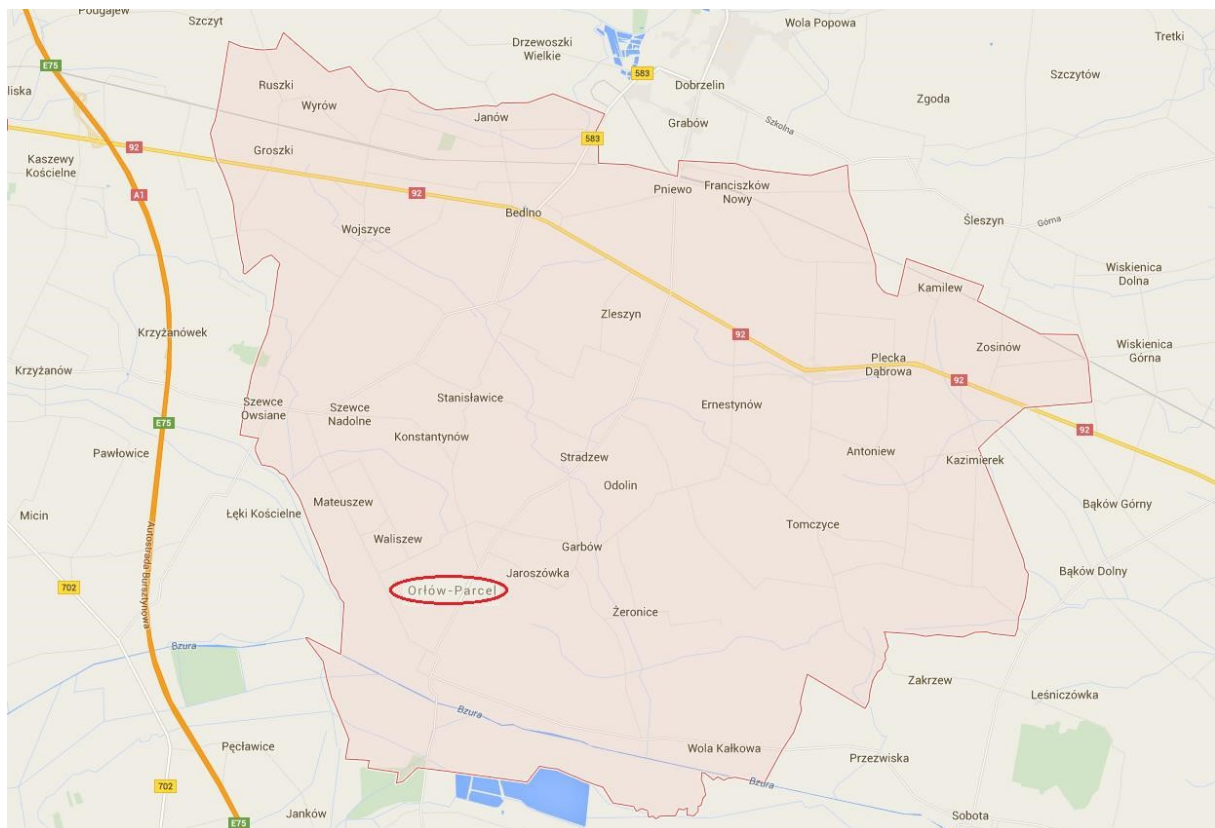 Podgajew
Szczyt
Wola Popowa
Drzewoszki
Wielkie
Tretki
E75
583
Szczytów
Ruszki
Dobrzelin
liska
Zgoda
Wyrów
Janów
Grabów
Szkolna
92
583
Groszki
Kaszewy
Kościelne
A1
92
Pniewo
Franciszków
Nowy
Bedlno
Śleszyn
Górna
Wojszyce
Wiskienica
Dolna
Kamilew
Zleszyn
Krzyżanówek
92
Zosinów
Wiskienica
Górna
Plecka
Dąbrowa
Krzyżanów
92
Szewce
Owsiane
Szewce
Nadolne
Stanisławice
Ernestynów
E75
Konstantynów
92
Pawłowice
Stradzew
Antoniew
Kazimierek
Odolin
Mateuszew
Bąków Górny
Micin
Łęki Kościelne
Autostrada Bursztynowa
Waliszew
Tomczyce
Garbów
Jaroszówka
Bąków Dolny
702
Orłów-Parcel
Żeronice
Bzura
Zakrzew
Leśniczówka
Bzura
Pęcławice
Wola Kałkowa
Przezwiska
Bzura
702
Janków
Sobota
E75